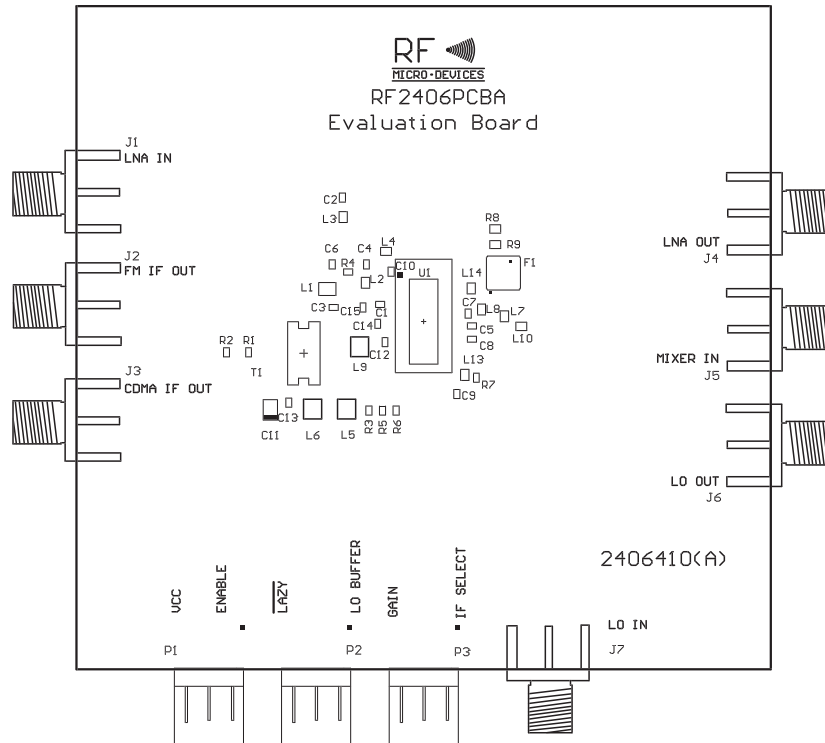 RF
MICRO·DEVICES
RF2406PCBA
Evaluation Board
J1
LNA IN
J2
FM IF OUT
J3
CDMA IF OUT
LNA OUT
J4
MIXER IN
J5
LO OUT
J6
C2
L3
R8
R9
L4
C6
C4
R4
C10
U1
F1
L1
L2
L14
C3
C15
C1
C7
L8
L7
C14
C5
L10
R2
R1
C12
C8
T1
L9
L13
R7
C9
C11
C13
L6
L5
R3
R5
R6
2406410(A)
VCC
ENABLE
LAZY
LO BUFFER
GAIN
IF SELECT
P1
P2
P3
LO IN
J7